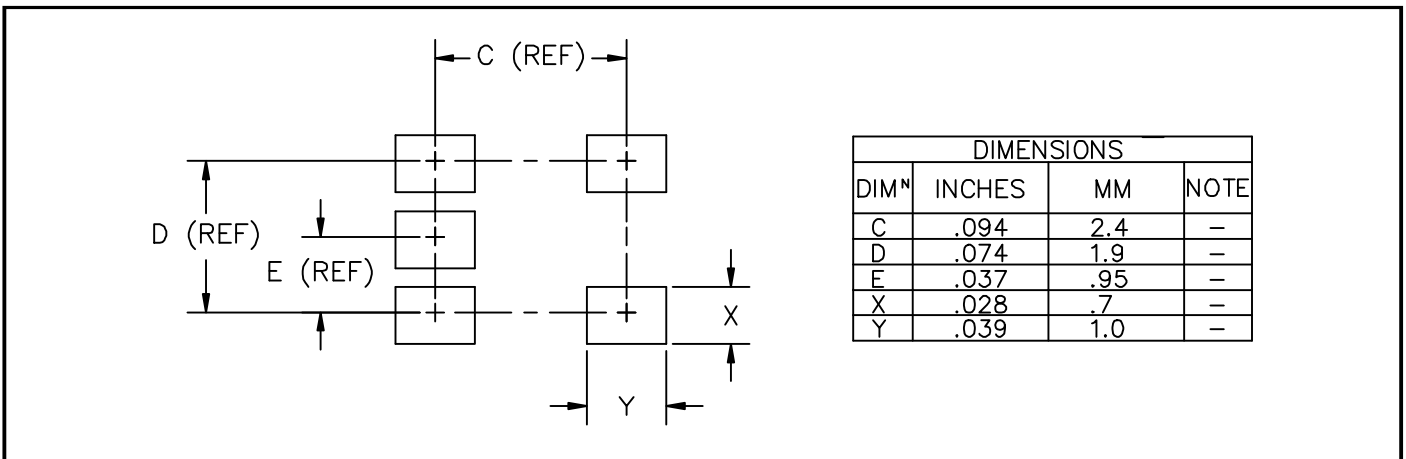 C (REF)
D (REF)
E (REF)
X
Y
DIMENSIONS
DIMᴺ INCHES MM NOTE
C .094 2.4 –
D .074 1.9 –
E .037 .95 –
X .028 .7 –
Y .039 1.0 –